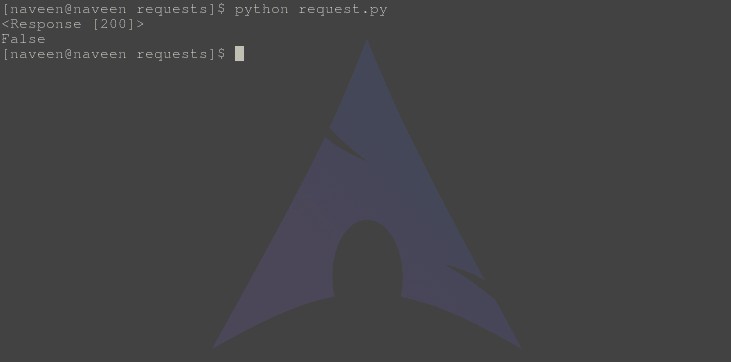 [naveen@naveen requests]$ python request.py
<Response [200]>
False
[naveen@naveen requests]$